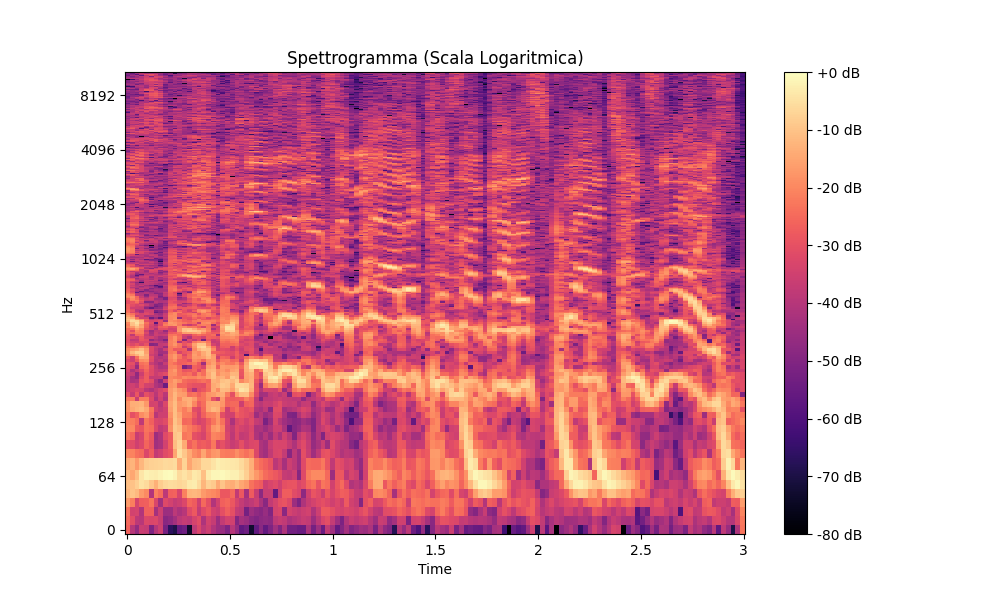 Spettrogramma (Scala Logaritmica)
Hz
8192
4096
2048
1024
512
256
128
64
0
0
0.5
1
1.5
2
2.5
3
Time
+0 dB
-10 dB
-20 dB
-30 dB
-40 dB
-50 dB
-60 dB
-70 dB
-80 dB